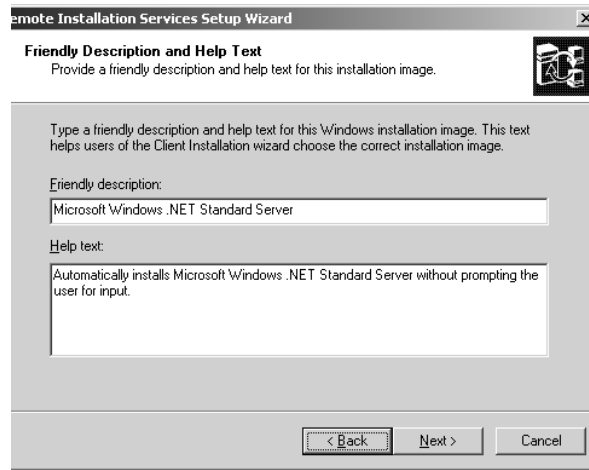 emote Installation Services Setup Wizard
Friendly Description and Help Text
Provide a friendly description and help text for this installation image.
Type a friendly description and help text for this Windows installation image. This text
helps users of the Client Installation wizard choose the correct installation image.
Friendly description:
Microsoft Windows .NET Standard Server
Help text:
Automatically installs Microsoft Windows .NET Standard Server without prompting the
user for input.
< Back Next > Cancel